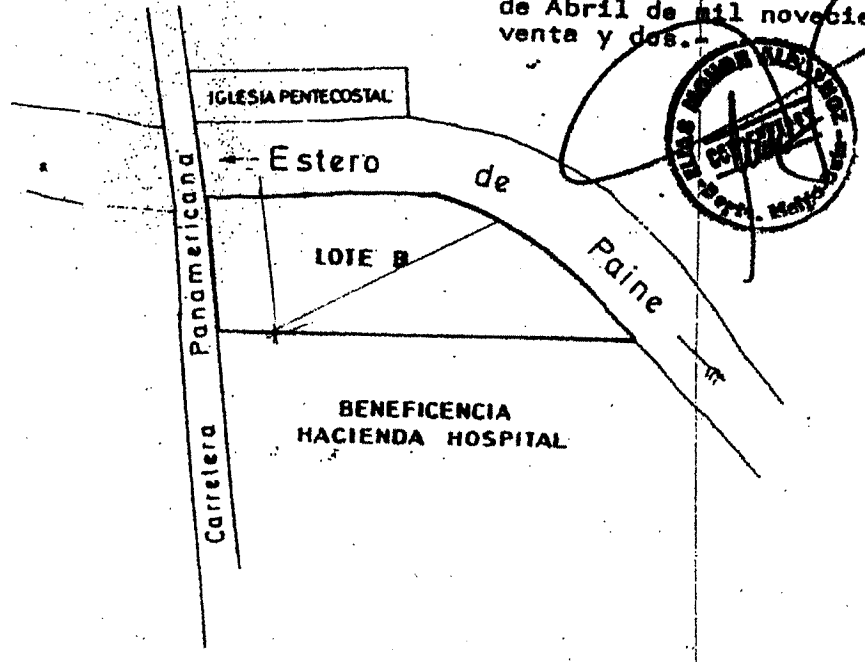 de Abril de mil novecie
venta y dos.-
IGLESIA PENTECOSTAL
Estero de Paine
LOTE B
Carretera Panamericana
BENEFICENCIA
HACIENDA HOSPITAL